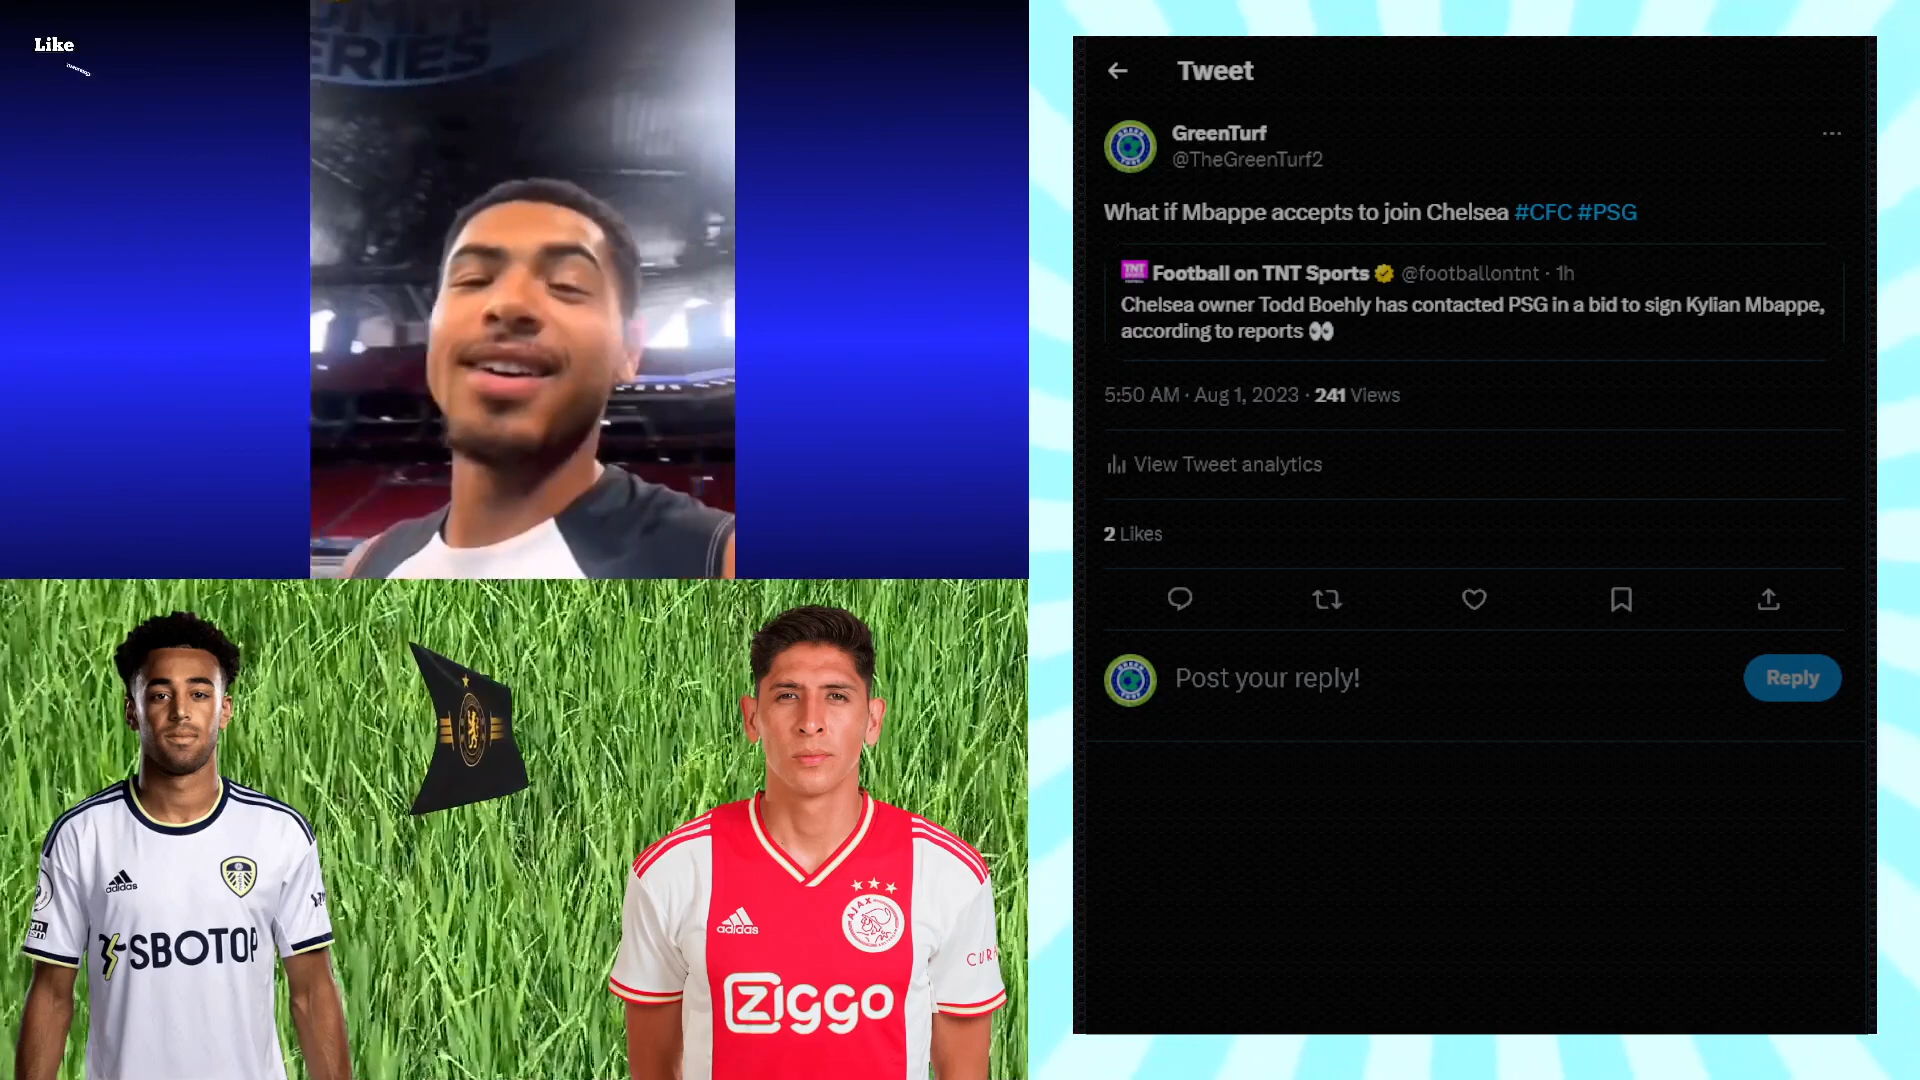 Like
ERIES
SBOTOP
adidas
AJAX
adidas
CUR
ziggo
Tweet
GreenTurf
@TheGreenTurf2
What if Mbappe accepts to join Chelsea #CFC #PSG
TNT
Football on TNT Sports @footballontnt · 1h
Chelsea owner Todd Boehly has contacted PSG in a bid to sign Kylian Mbappe,
according to reports 👀
5:50 AM · Aug 1, 2023 · 241 Views
View Tweet analytics
2 Likes
Post your reply!
Reply